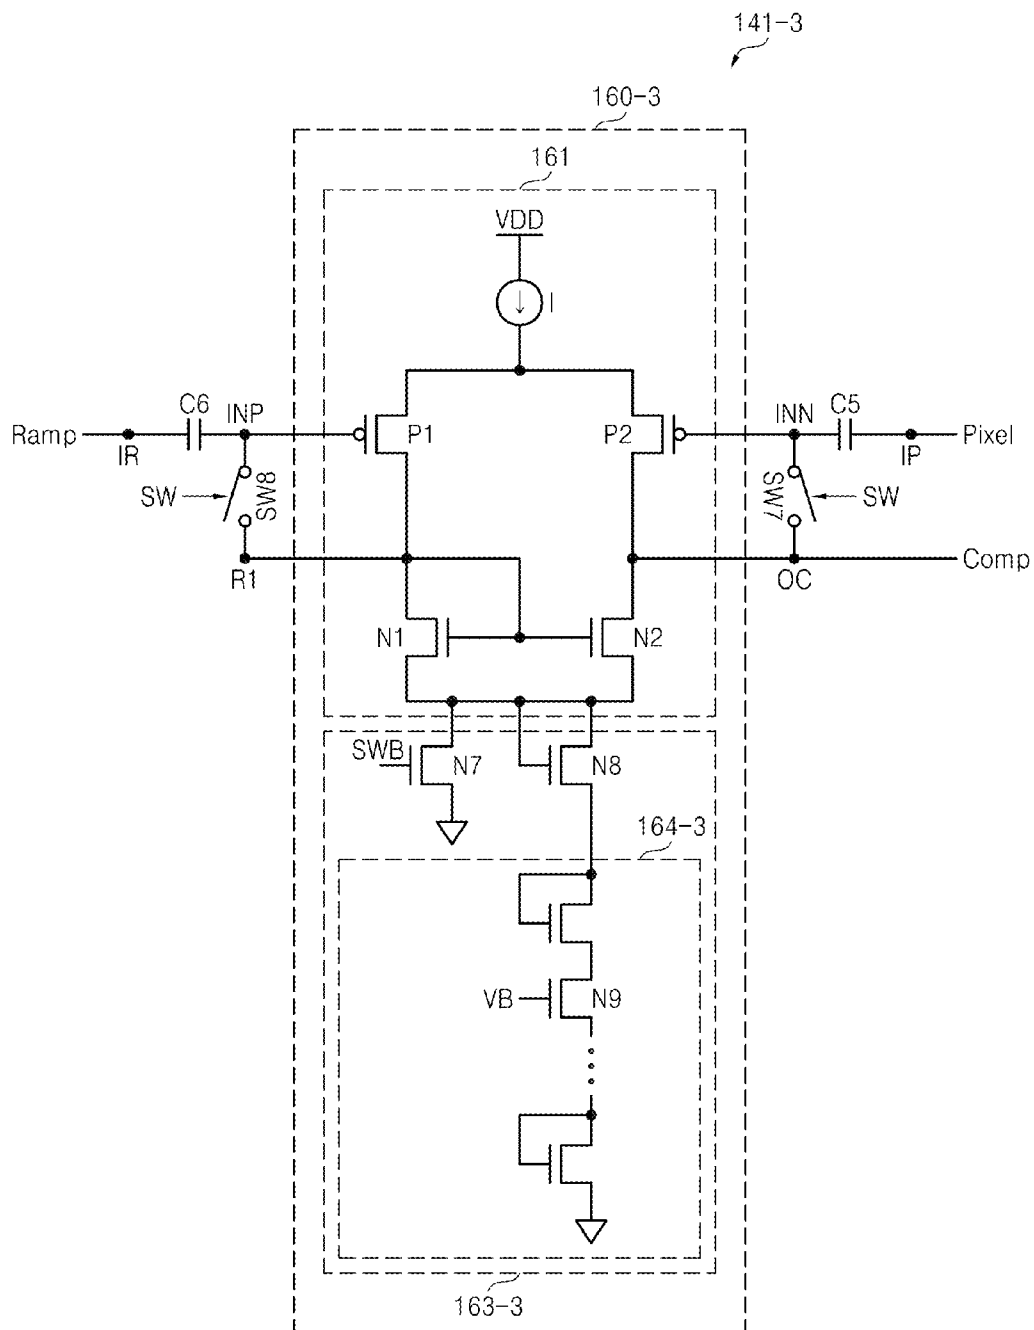 141-3
160-3
161
VDD
I
C6
INP
INN
C5
Ramp
P1
P2
Pixel
IR
IP
SW
SW8
SW7
SW
R1
OC
Comp
N1
N2
SWB
N7
N8
164-3
VB
N9
163-3